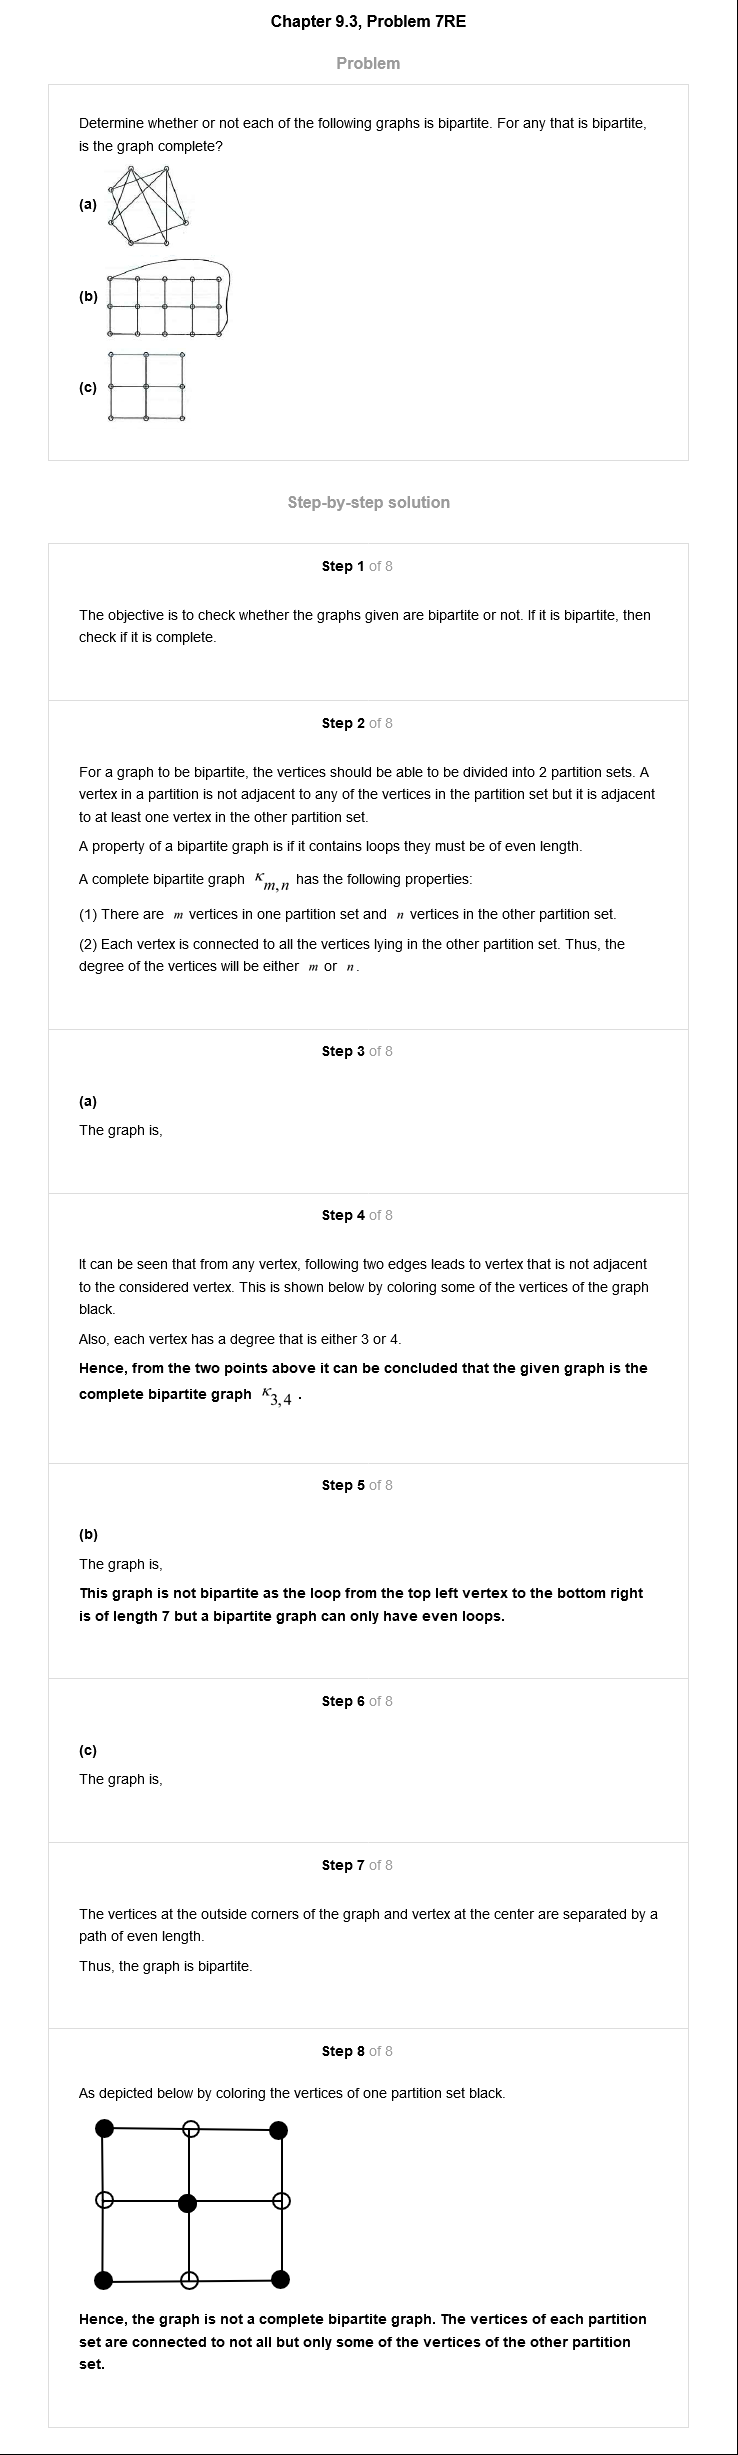 Chapter 9.3, Problem 7RE
Problem
Determine whether or not each of the following graphs is bipartite. For any that is bipartite,
is the graph complete?
(a)
(b)
(c)
Step-by-step solution
Step 1 of 8
The objective is to check whether the graphs given are bipartite or not. If it is bipartite, then
check if it is complete.
Step 2 of 8
For a graph to be bipartite, the vertices should be able to be divided into 2 partition sets. A
vertex in a partition is not adjacent to any of the vertices in the partition set but it is adjacent
to at least one vertex in the other partition set.
A property of a bipartite graph is if it contains loops they must be of even length.
A complete bipartite graph κm,n has the following properties:
(1) There are m vertices in one partition set and n vertices in the other partition set.
(2) Each vertex is connected to all the vertices lying in the other partition set. Thus, the
degree of the vertices will be either m or n.
Step 3 of 8
(a)
The graph is,
Step 4 of 8
It can be seen that from any vertex, following two edges leads to vertex that is not adjacent
to the considered vertex. This is shown below by coloring some of the vertices of the graph
black.
Also, each vertex has a degree that is either 3 or 4.
Hence, from the two points above it can be concluded that the given graph is the
complete bipartite graph κ3,4 .
Step 5 of 8
(b)
The graph is,
This graph is not bipartite as the loop from the top left vertex to the bottom right
is of length 7 but a bipartite graph can only have even loops.
Step 6 of 8
(c)
The graph is,
Step 7 of 8
The vertices at the outside corners of the graph and vertex at the center are separated by a
path of even length.
Thus, the graph is bipartite.
Step 8 of 8
As depicted below by coloring the vertices of one partition set black.
Hence, the graph is not a complete bipartite graph. The vertices of each partition
set are connected to not all but only some of the vertices of the other partition
set.